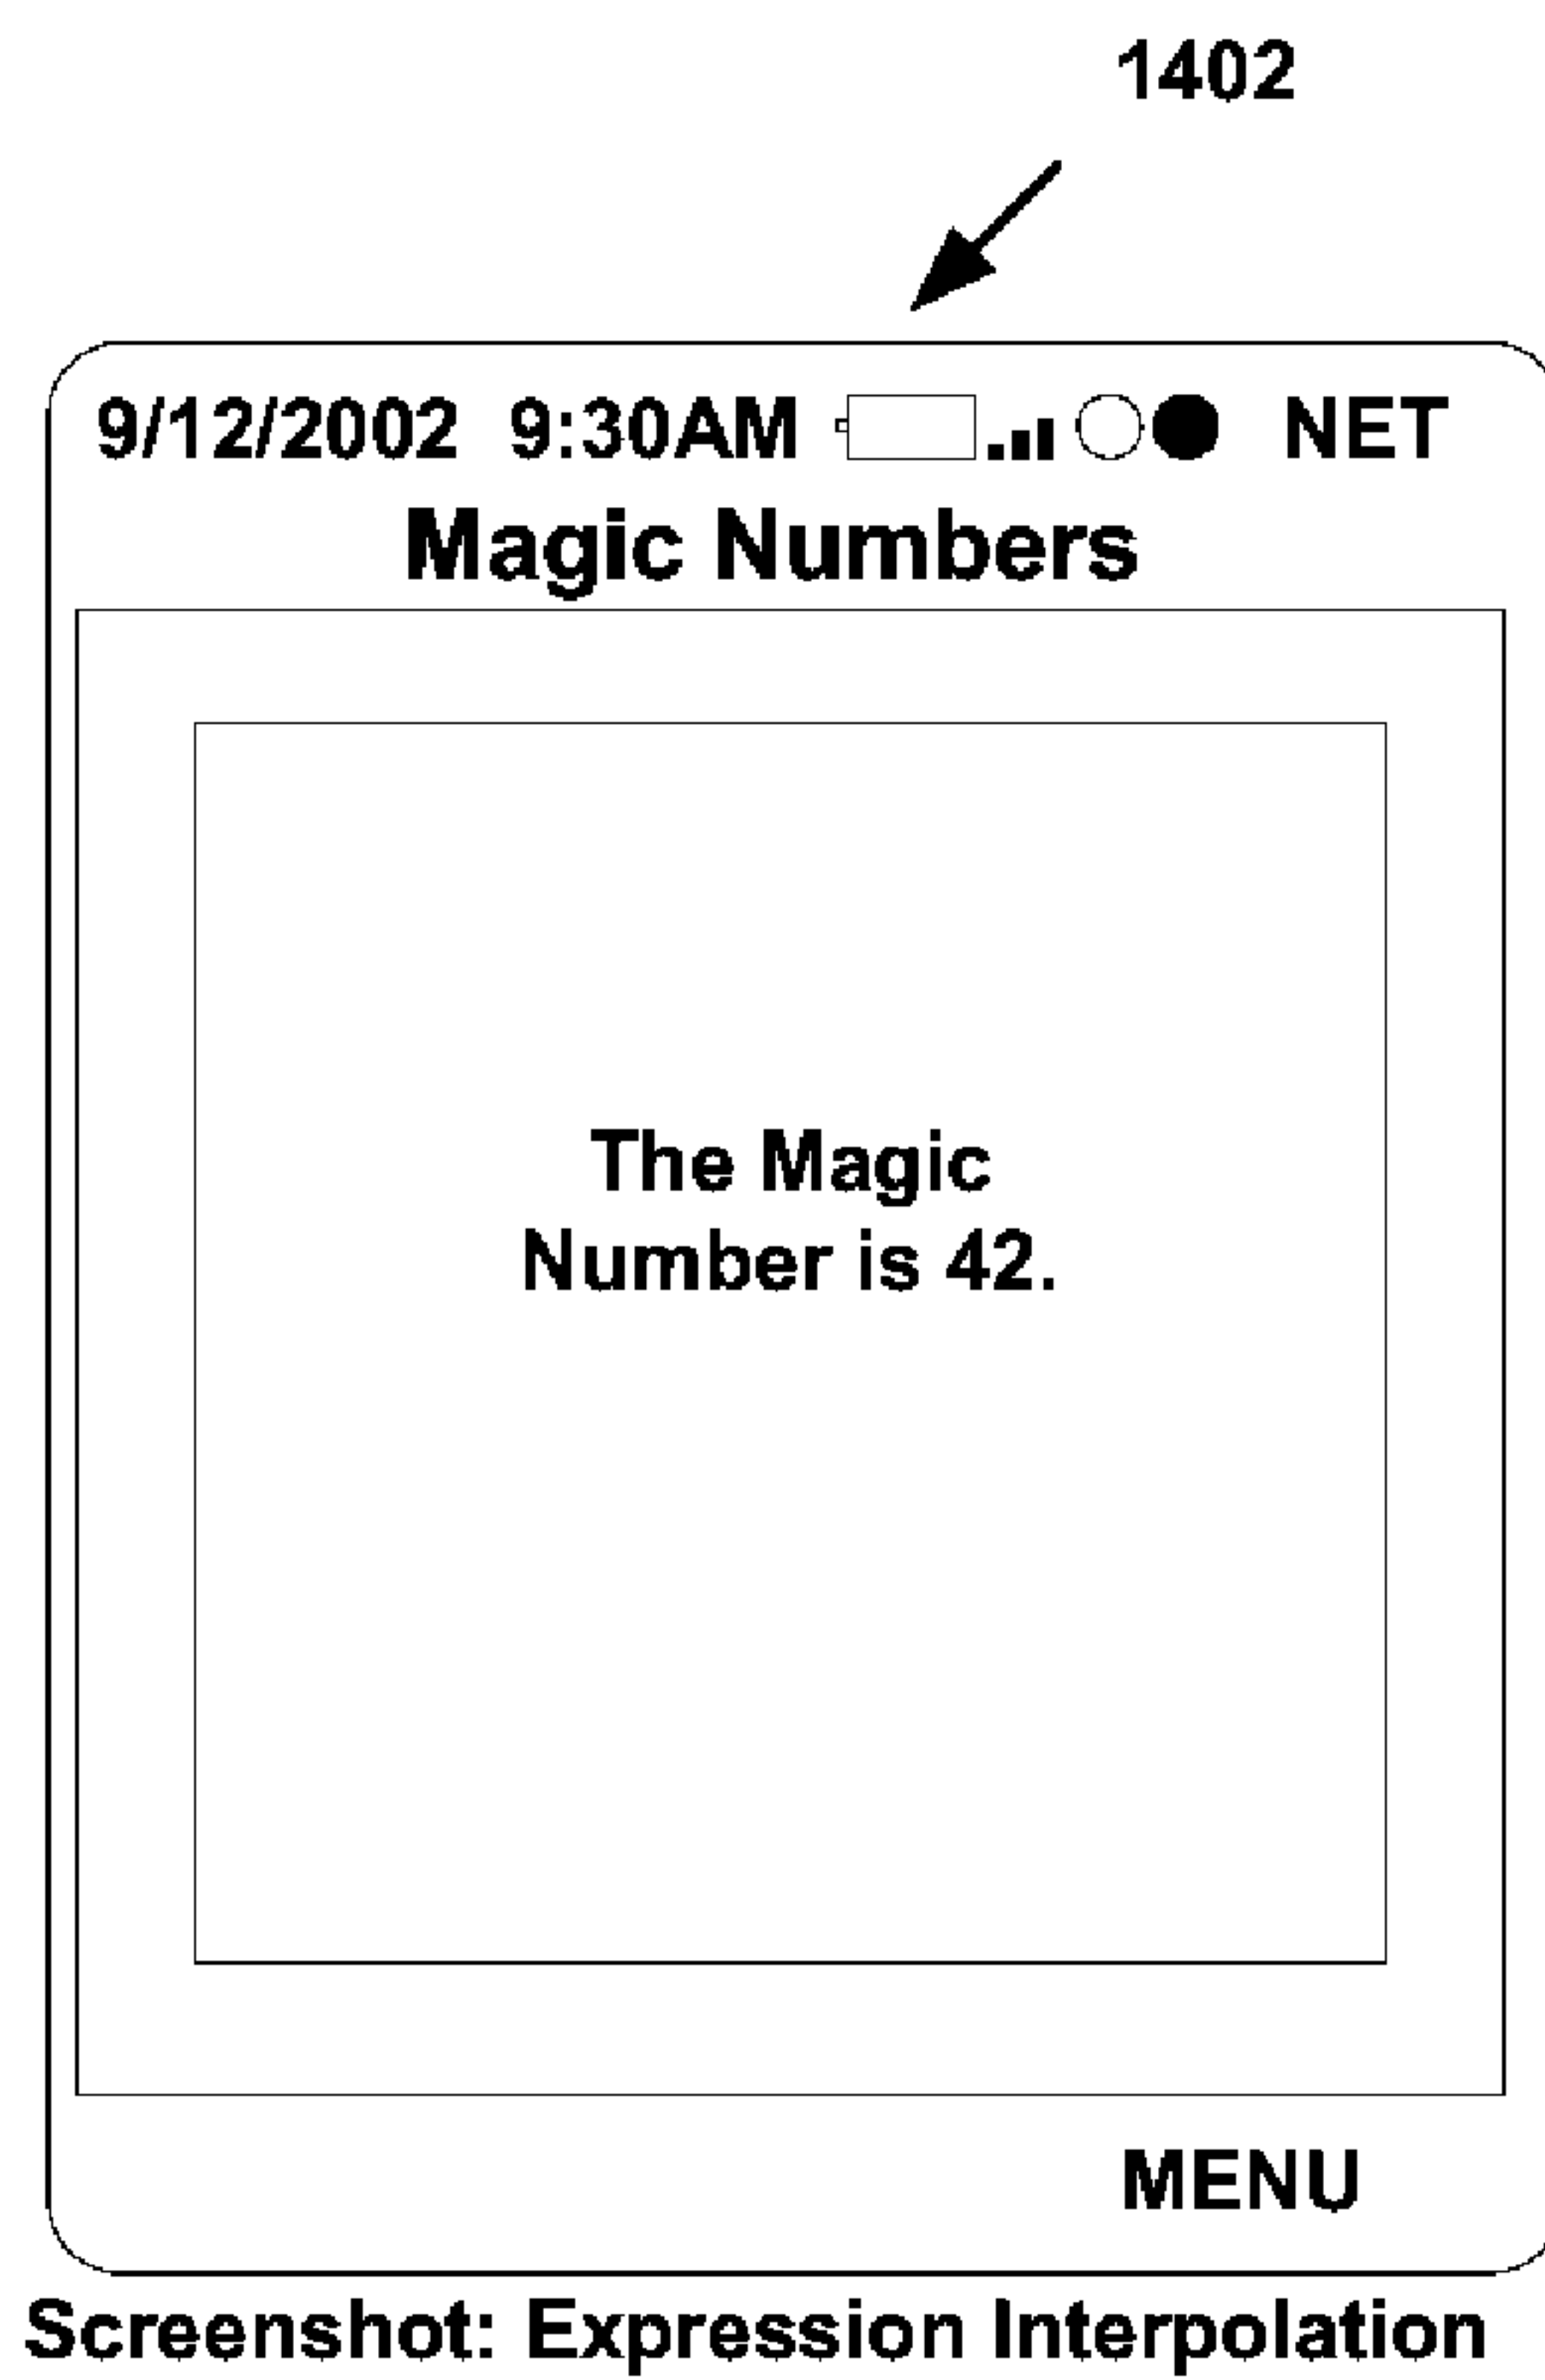 1402
9/12/2002 9:30AM NET
Magic Numbers
The Magic
Number is 42.
MENU
Screenshot: Expression Interpolation